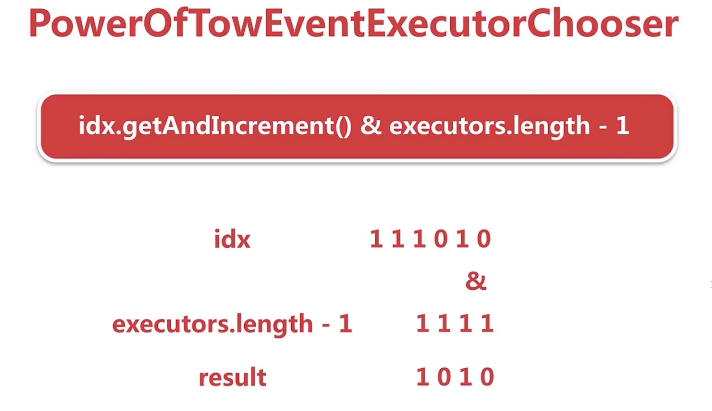 PowerOfTowEventExecutorChooser
idx.getAndIncrement() & executors.length - 1
idx 1 1 1 0 1 0
&
executors.length - 1 1 1 1 1
result 1 0 1 0